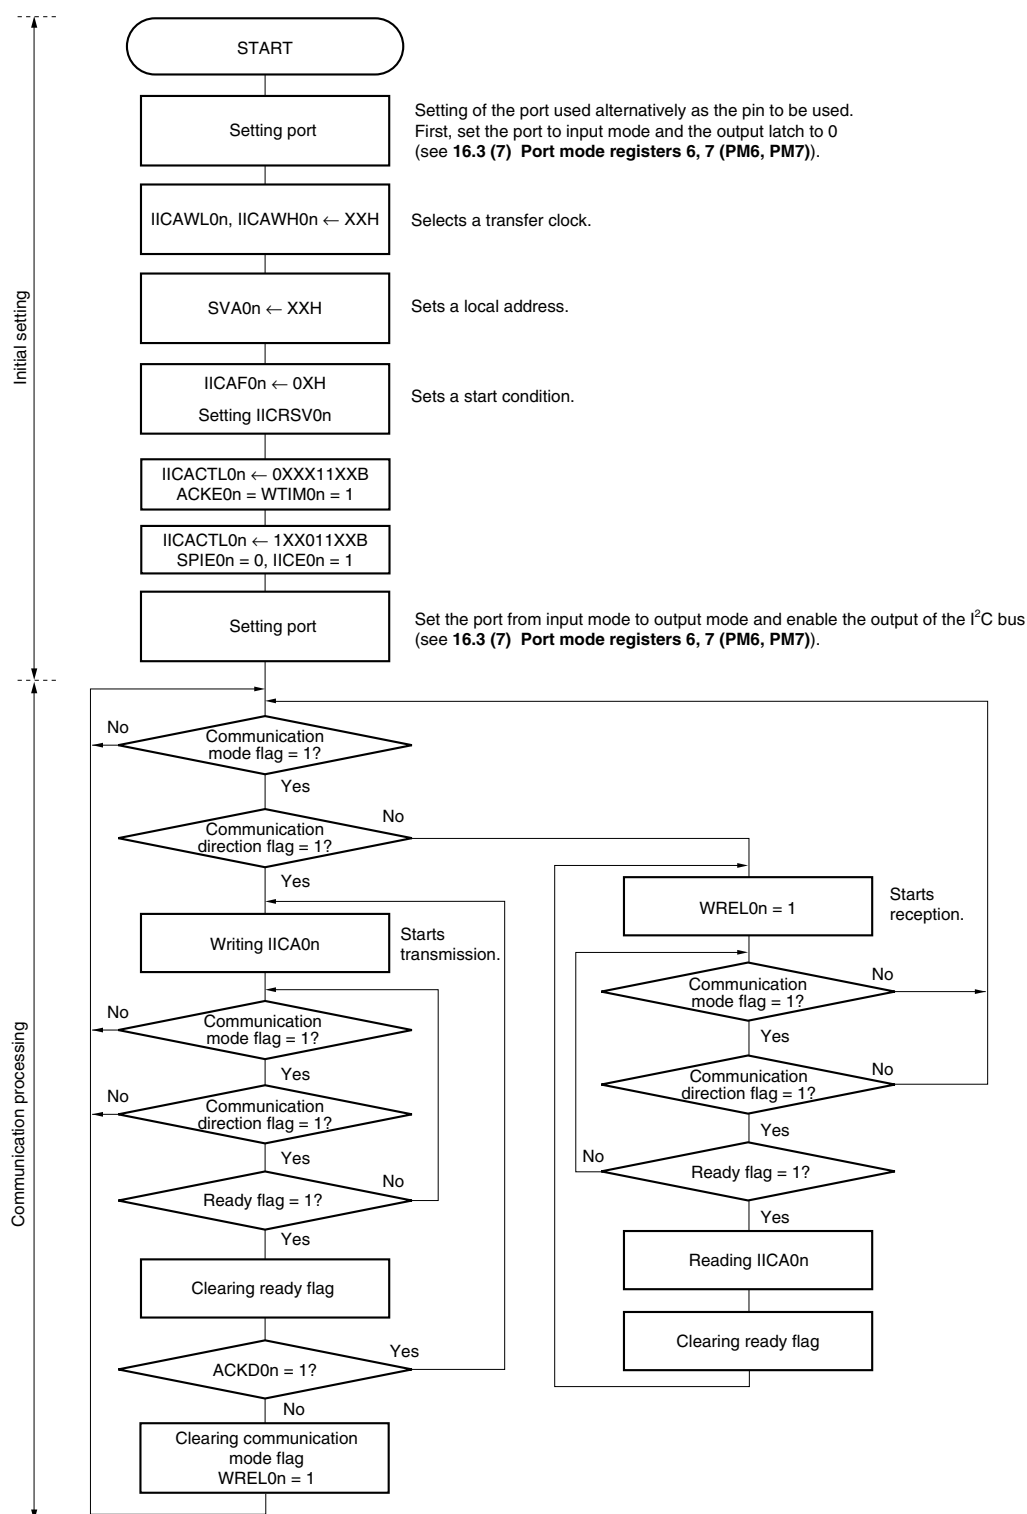 START
Setting port
Setting of the port used alternatively as the pin to be used.
First, set the port to input mode and the output latch to 0
(see 16.3 (7) Port mode registers 6, 7 (PM6, PM7)).
IICAWL0n, IICAWH0n ← XXH
Selects a transfer clock.
SVA0n ← XXH
Sets a local address.
Initial setting
IICAF0n ← 0XH
Setting IICRSV0n
Sets a start condition.
IICACTL0n ← 0XXX11XXB
ACKE0n = WTIM0n = 1
IICACTL0n ← 1XX011XXB
SPIE0n = 0, IICE0n = 1
Setting port
Set the port from input mode to output mode and enable the output of the I²C bus
(see 16.3 (7) Port mode registers 6, 7 (PM6, PM7)).
Communication processing
No
Communication
mode flag = 1?
Yes
Communication
direction flag = 1?
No
Yes
Writing IICA0n
Starts
transmission.
No
Communication
mode flag = 1?
Yes
No
Communication
direction flag = 1?
Yes
Ready flag = 1?
No
Yes
Clearing ready flag
ACKD0n = 1?
Yes
No
Clearing communication
mode flag
WREL0n = 1
WREL0n = 1
Starts
reception.
Communication
mode flag = 1?
No
Yes
Communication
direction flag = 1?
No
Yes
No
Ready flag = 1?
Yes
Reading IICA0n
Clearing ready flag